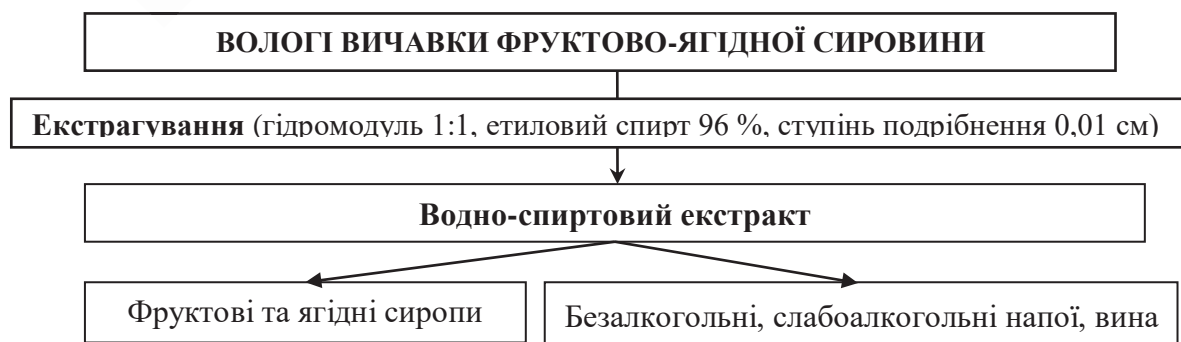 ВОЛОГІ ВИЧАВКИ ФРУКТОВО-ЯГІДНОЇ СИРОВИНИ
Екстрагування (гідромодуль 1:1, етиловий спирт 96 %, ступінь подрібнення 0,01 см)
Водно-спиртовий екстракт
Фруктові та ягідні сиропи
Безалкогольні, слабоалкогольні напої, вина